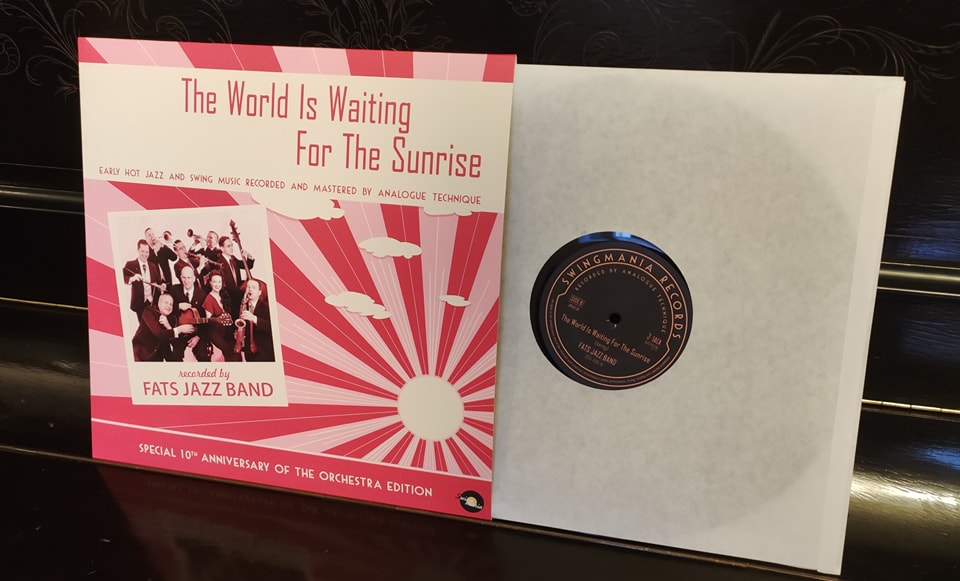 The World Is Waiting
For The Sunrise
EARLY HOT JAZZ AND SWING MUSIC RECORDED AND MASTERED BY ANALOGUE TECHNIQUE
recorded by
FATS JAZZ BAND
SPECIAL 10TH ANNIVERSARY OF THE ORCHESTRA EDITION
SWINGMANIA RECORDS
RECORDED BY ANALOGUE TECHNIQUE
The World Is Waiting For The Sunrise
FATS JAZZ BAND